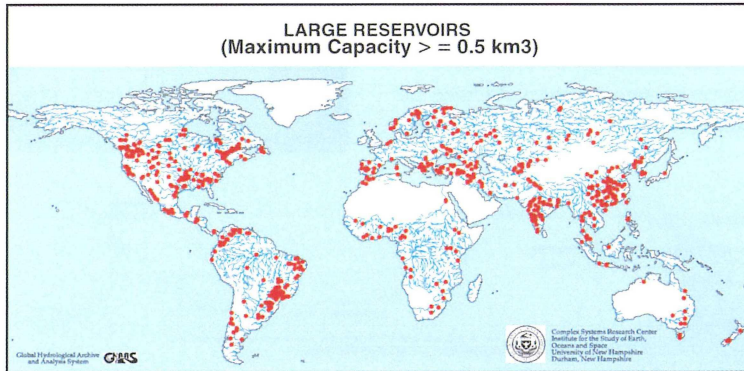 LARGE RESERVOIRS
(Maximum Capacity > = 0.5 km3)
Global Hydrological Archive
and Analysis System
Complex Systems Research Center
Institute for the Study of Earth,
Oceans and Space
University of New Hampshire
Durham, New Hampshire